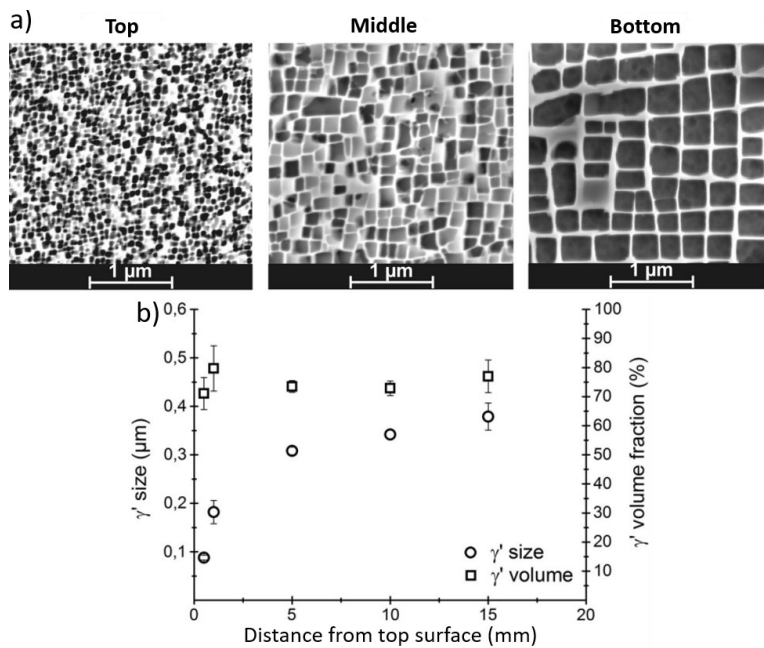 a)
Top
Middle
Bottom
1 µm
1 µm
1 µm
b)
0,6
0,5
0,4
0,3
0,2
0,1
γ' size (µm)
100
90
80
70
60
50
40
30
20
10
γ' volume fraction (%)
γ' size
γ' volume
0
5
10
15
20
Distance from top surface (mm)